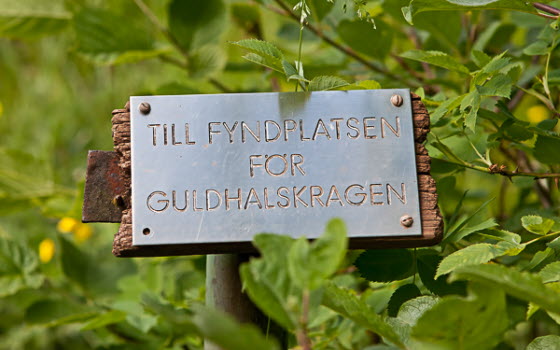 TILL FYNDPLATSEN
FÖR
GULDHALSKRAGEN